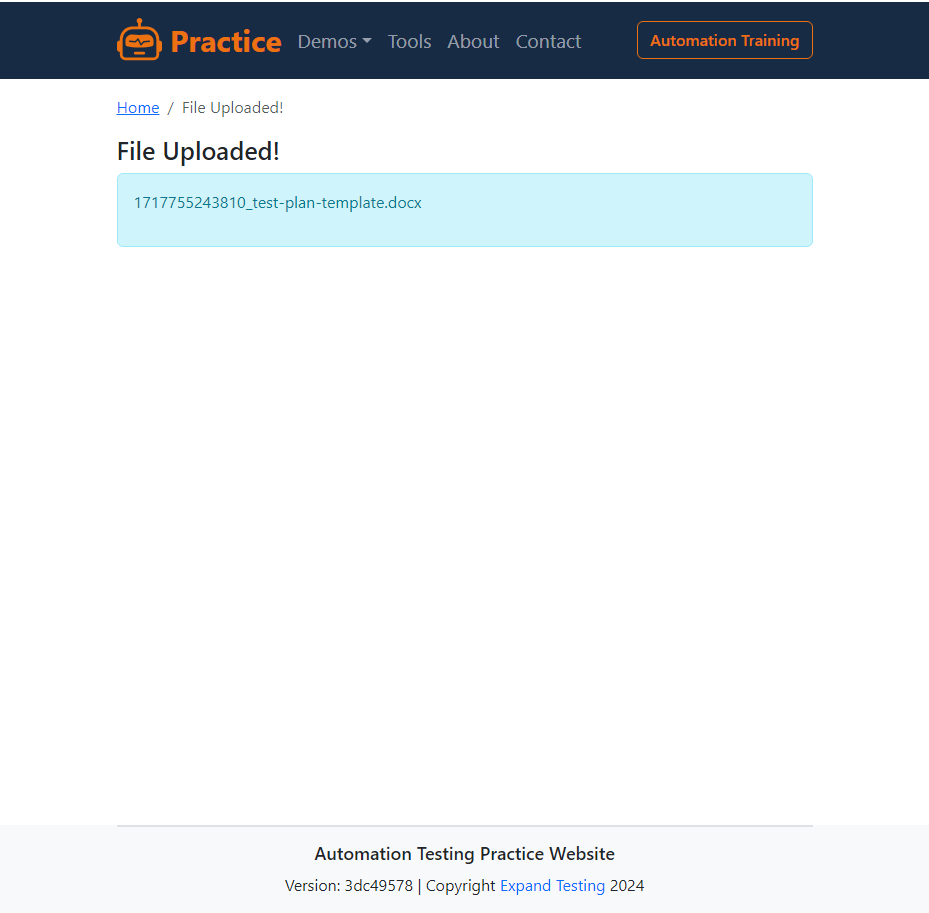 Practice Demos Tools About Contact Automation Training
Home / File Uploaded!
File Uploaded!
1717755243810_test-plan-template.docx
Automation Testing Practice Website
Version: 3dc49578 | Copyright Expand Testing 2024